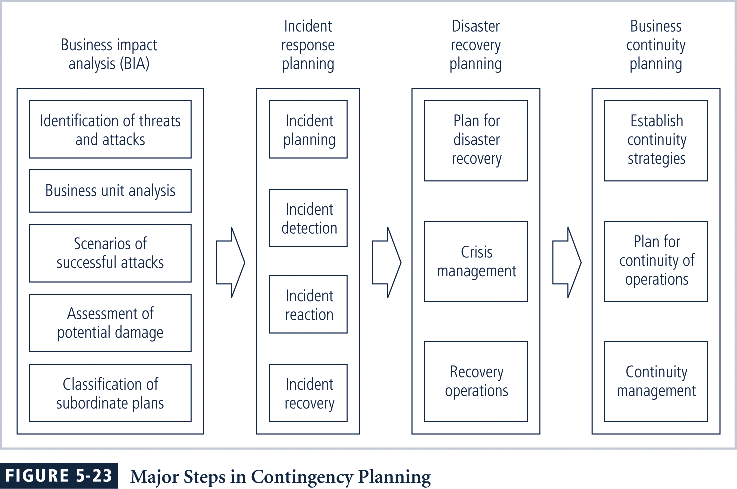 Business impact
analysis (BIA)
Identification of threats
and attacks
Business unit analysis
Scenarios of
successful attacks
Assessment of
potential damage
Classification of
subordinate plans
Incident
response
planning
Incident
planning
Incident
detection
Incident
reaction
Incident
recovery
Disaster
recovery
planning
Plan for
disaster
recovery
Crisis
management
Recovery
operations
Business
continuity
planning
Establish
continuity
strategies
Plan for
continuity of
operations
Continuity
management
FIGURE 5-23 Major Steps in Contingency Planning